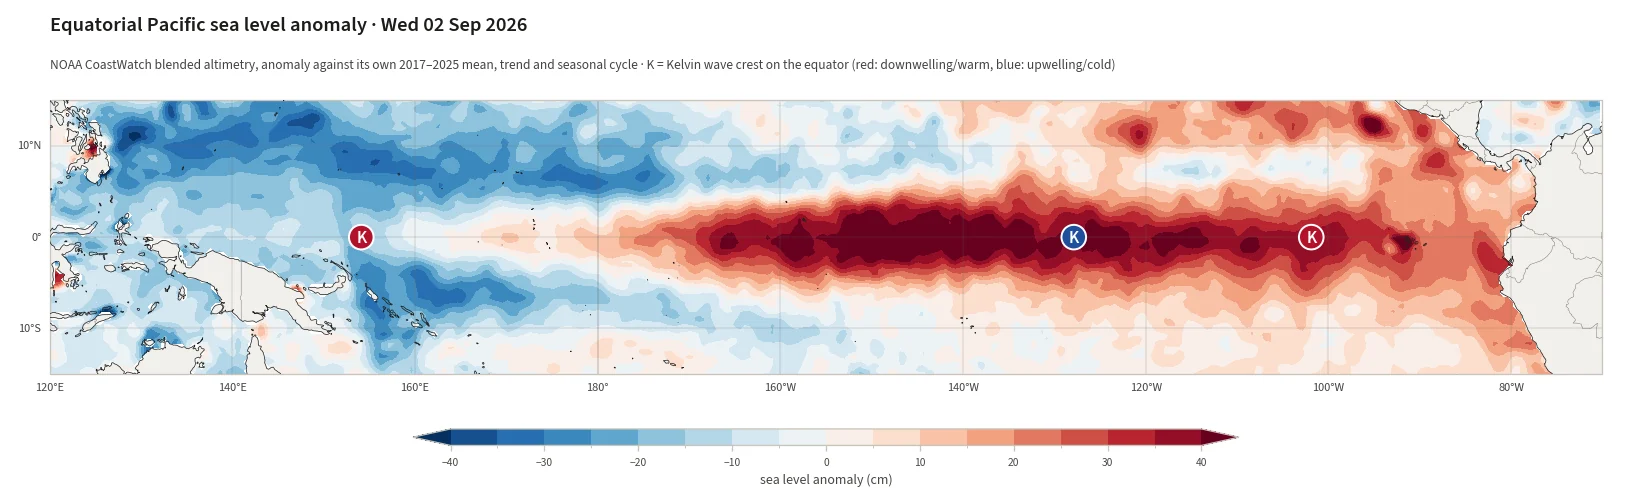 Equatorial Pacific sea level anomaly · Wed 02 Sep 2026
NOAA CoastWatch blended altimetry, anomaly against its own 2017–2025 mean, trend and seasonal cycle · K = Kelvin wave crest on the equator (red: downwelling/warm, blue: upwelling/cold)
10°N
0°
10°S
K K K
120°E 140°E 160°E 180° 160°W 140°W 120°W 100°W 80°W
−40 −30 −20 −10 0 10 20 30 40
sea level anomaly (cm)